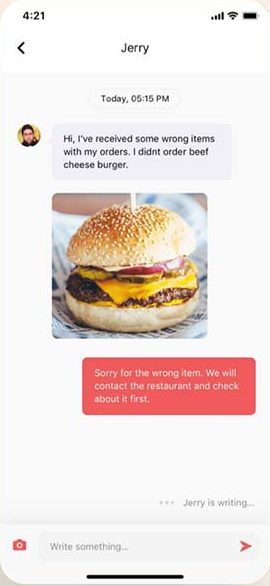 4:21
Jerry
Today, 05:15 PM
Hi, I've received some wrong items
with my orders. I didnt order beef
cheese burger.
Sorry for the wrong item. We will
contact the restaurant and check
about it first.
Jerry is writing...
Write something...